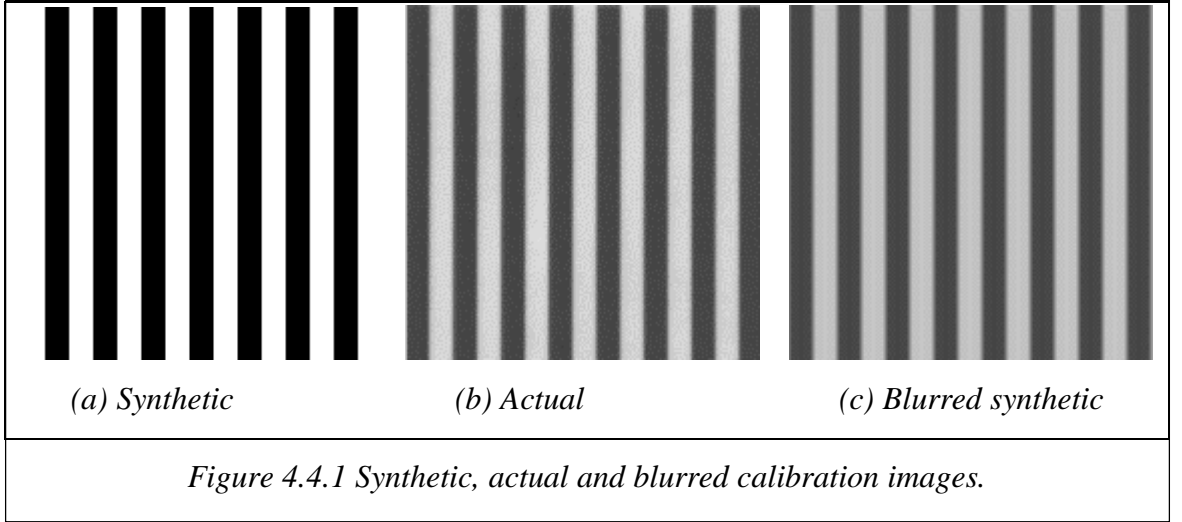 (a) Synthetic (b) Actual (c) Blurred synthetic
Figure 4.4.1 Synthetic, actual and blurred calibration images.